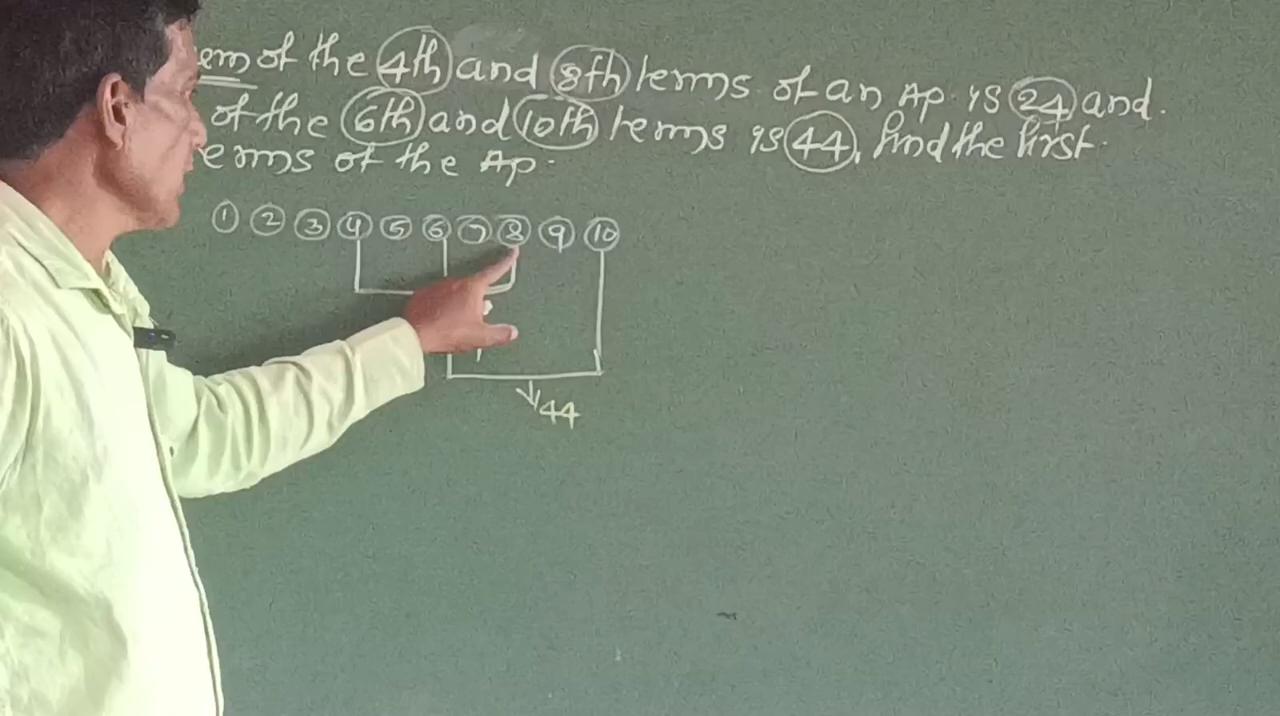 em of the 4th and 8th terms of an AP is 24 and.
of the 6th and 10th terms is 44, find the first.
erms of the AP.
1 2 3 4 5 6 7 8 9 10
44